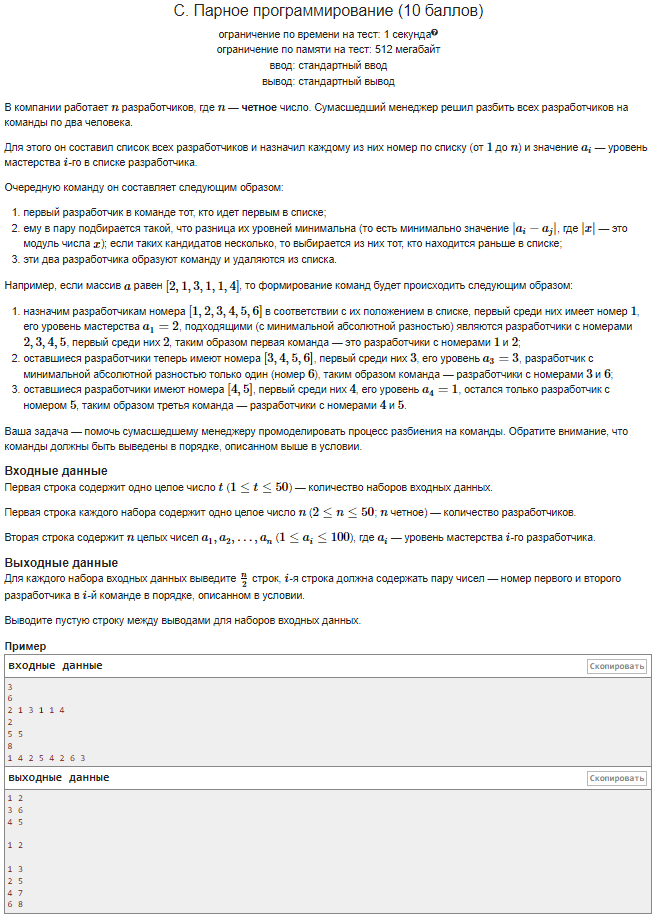 C. Парное программирование (10 баллов)
ограничение по времени на тест: 1 секунда?
ограничение по памяти на тест: 512 мегабайт
ввод: стандартный ввод
вывод: стандартный вывод
В компании работает n разработчиков, где n — четное число. Сумасшедший менеджер решил разбить всех разработчиков на
команды по два человека.
Для этого он составил список всех разработчиков и назначил каждому из них номер по списку (от 1 до n) и значение a_i — уровень
мастерства i-го в списке разработчика.
Очередную команду он составляет следующим образом:
1. первый разработчик в команде тот, кто идет первым в списке;
2. ему в пару подбирается такой, что разница их уровней минимальна (то есть минимально значение |a_i − a_j|, где |x| — это
модуль числа x); если таких кандидатов несколько, то выбирается из них тот, кто находится раньше в списке;
3. эти два разработчика образуют команду и удаляются из списка.
Например, если массив a равен [2, 1, 3, 1, 1, 4], то формирование команд будет происходить следующим образом:
1. назначим разработчикам номера [1, 2, 3, 4, 5, 6] в соответствии с их положением в списке, первый среди них имеет номер 1,
его уровень мастерства a_1 = 2, подходящими (с минимальной абсолютной разностью) являются разработчики с номерами
2, 3, 4, 5, первый среди них 2, таким образом первая команда — это разработчики с номерами 1 и 2;
2. оставшиеся разработчики теперь имеют номера [3, 4, 5, 6], первый среди них 3, его уровень a_3 = 3, разработчик с
минимальной абсолютной разностью только один (номер 6), таким образом команда — разработчики с номерами 3 и 6;
3. оставшиеся разработчики имеют номера [4, 5], первый среди них 4, его уровень a_4 = 1, остался только разработчик с
номером 5, таким образом третья команда — разработчики с номерами 4 и 5.
Ваша задача — помочь сумасшедшему менеджеру промоделировать процесс разбиения на команды. Обратите внимание, что
команды должны быть выведены в порядке, описанном выше в условии.
Входные данные
Первая строка содержит одно целое число t (1 ≤ t ≤ 50) — количество наборов входных данных.
Первая строка каждого набора содержит одно целое число n (2 ≤ n ≤ 50; n четное) — количество разработчиков.
Вторая строка содержит n целых чисел a_1, a_2, …, a_n (1 ≤ a_i ≤ 100), где a_i — уровень мастерства i-го разработчика.
Выходные данные
Для каждого набора входных данных выведите n/2 строк, i-я строка должна содержать пару чисел — номер первого и второго
разработчика в i-й команде в порядке, описанном в условии.
Выводите пустую строку между выводами для наборов входных данных.
Пример
входные данные
Скопировать
3
6
2 1 3 1 1 4
2
5 5
8
1 4 2 5 4 2 6 3
выходные данные
Скопировать
1 2
3 6
4 5
1 2
1 3
2 5
4 7
6 8